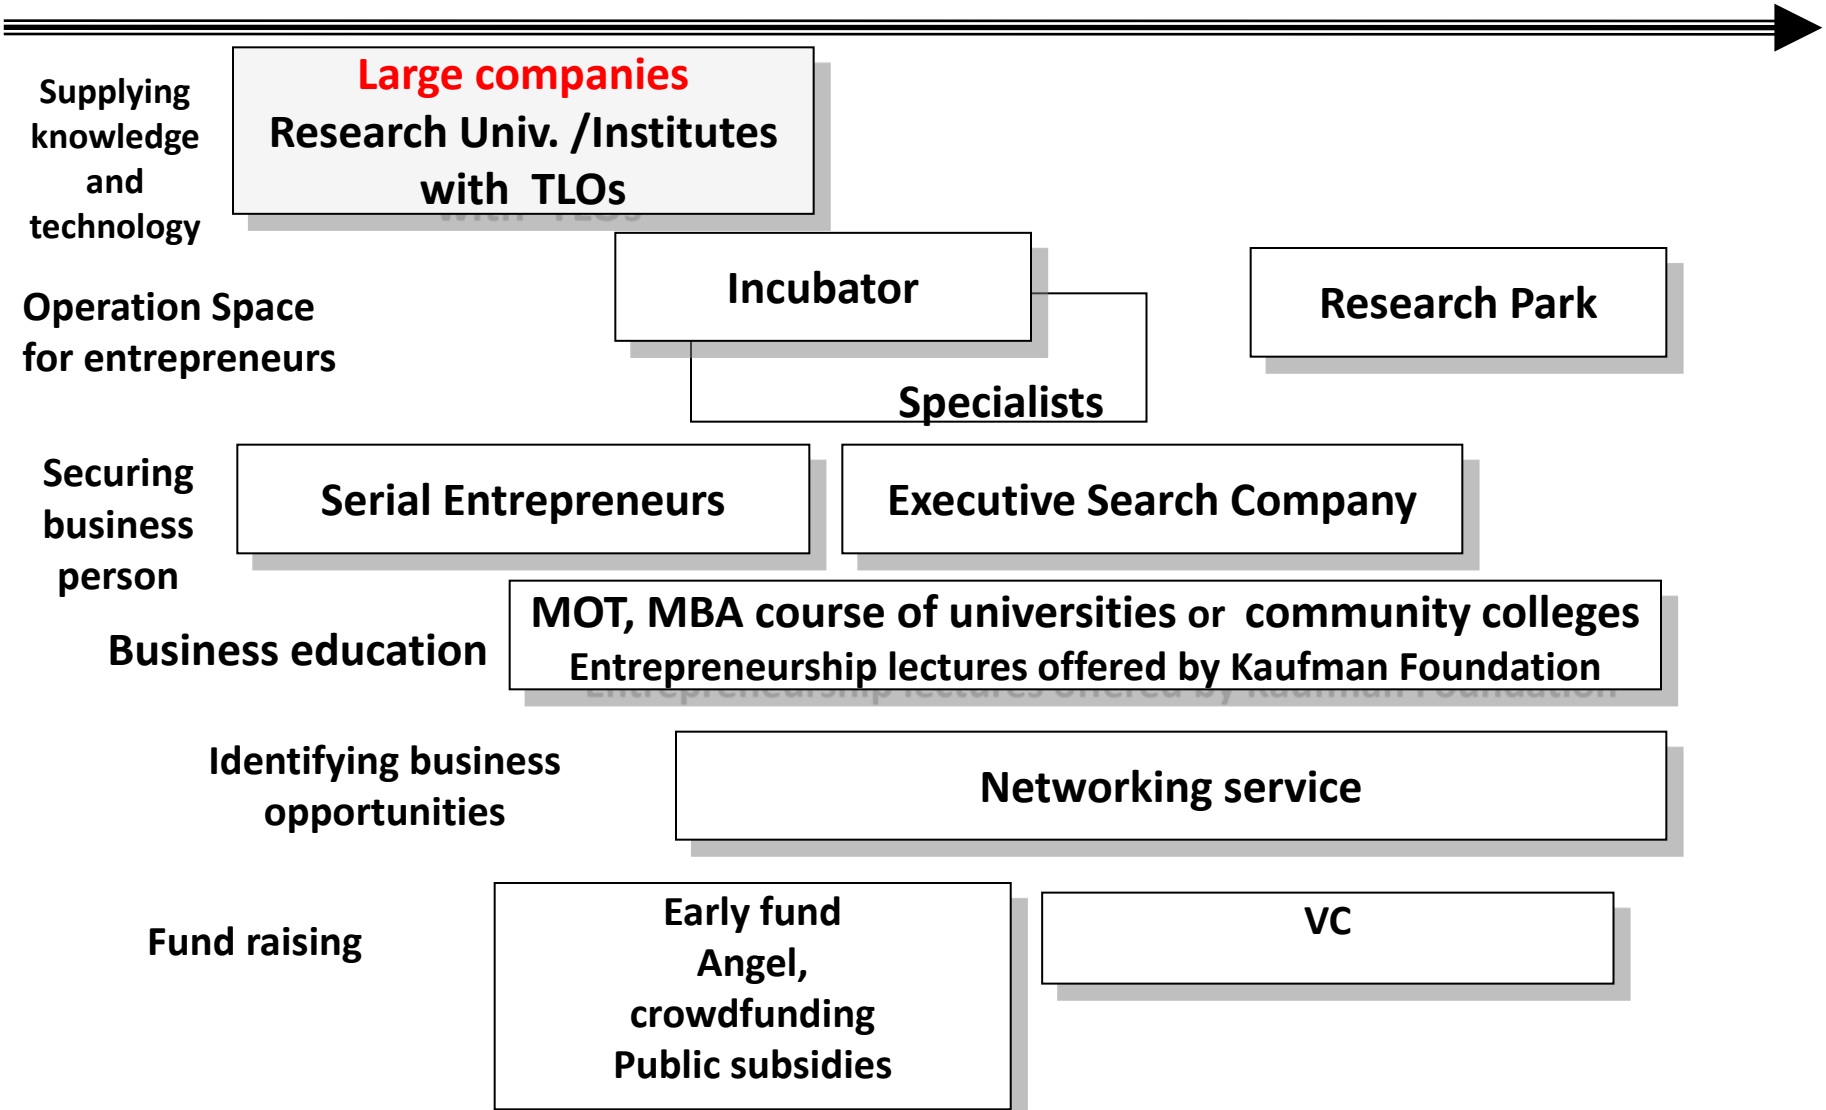 Supplying
knowledge
and
technology
Large companies
Research Univ. /Institutes
with TLOs
Operation Space
for entrepreneurs
Incubator
Specialists
Research Park
Securing
business
person
Serial Entrepreneurs
Executive Search Company
Business education
MOT, MBA course of universities or community colleges
Entrepreneurship lectures offered by Kaufman Foundation
Identifying business
opportunities
Networking service
Fund raising
Early fund
Angel,
crowdfunding
Public subsidies
VC